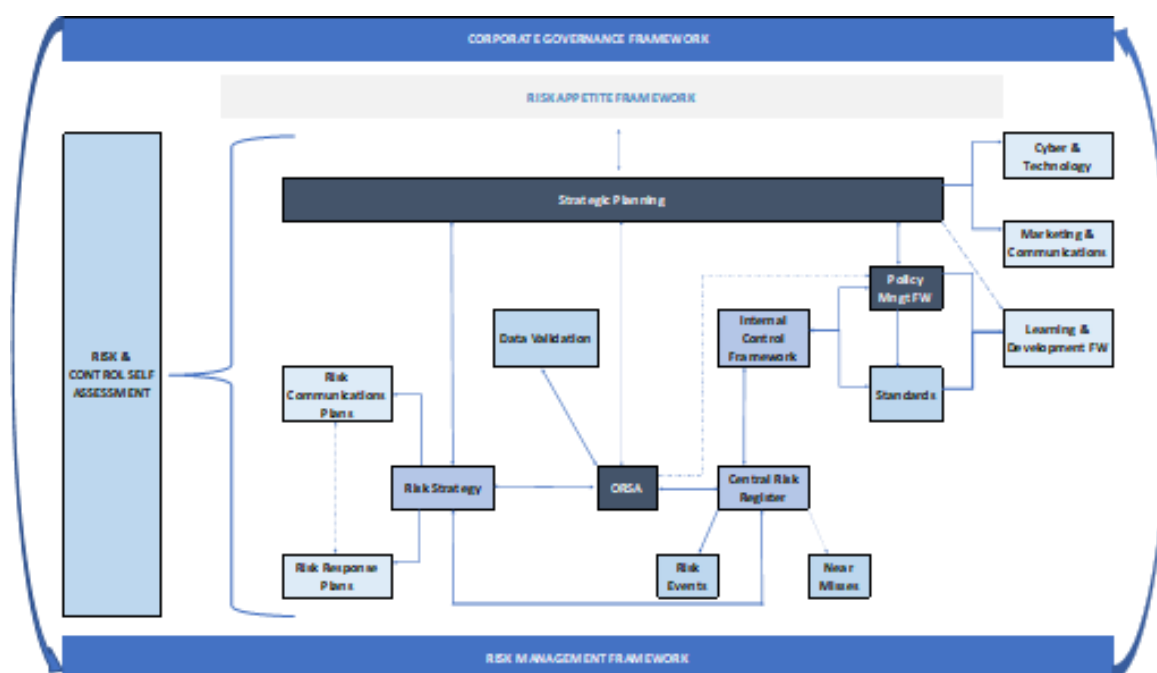 CORPORATE GOVERNANCE FRAMEWORK
RISK APPETITE FRAMEWORK
Cyber &
Technology
Strategic Planning
Marketing &
Communications
Policy
Mngt FW
Data Validation
Internal
Control
Framework
Learning &
Development FW
RISK &
CONTROL SELF
ASSESSMENT
Risk
Communications
Plans
Standards
Risk Strategy
ORSA
Central Risk
Register
Risk Response
Plans
Risk
Events
Near
Misses
RISK MANAGEMENT FRAMEWORK